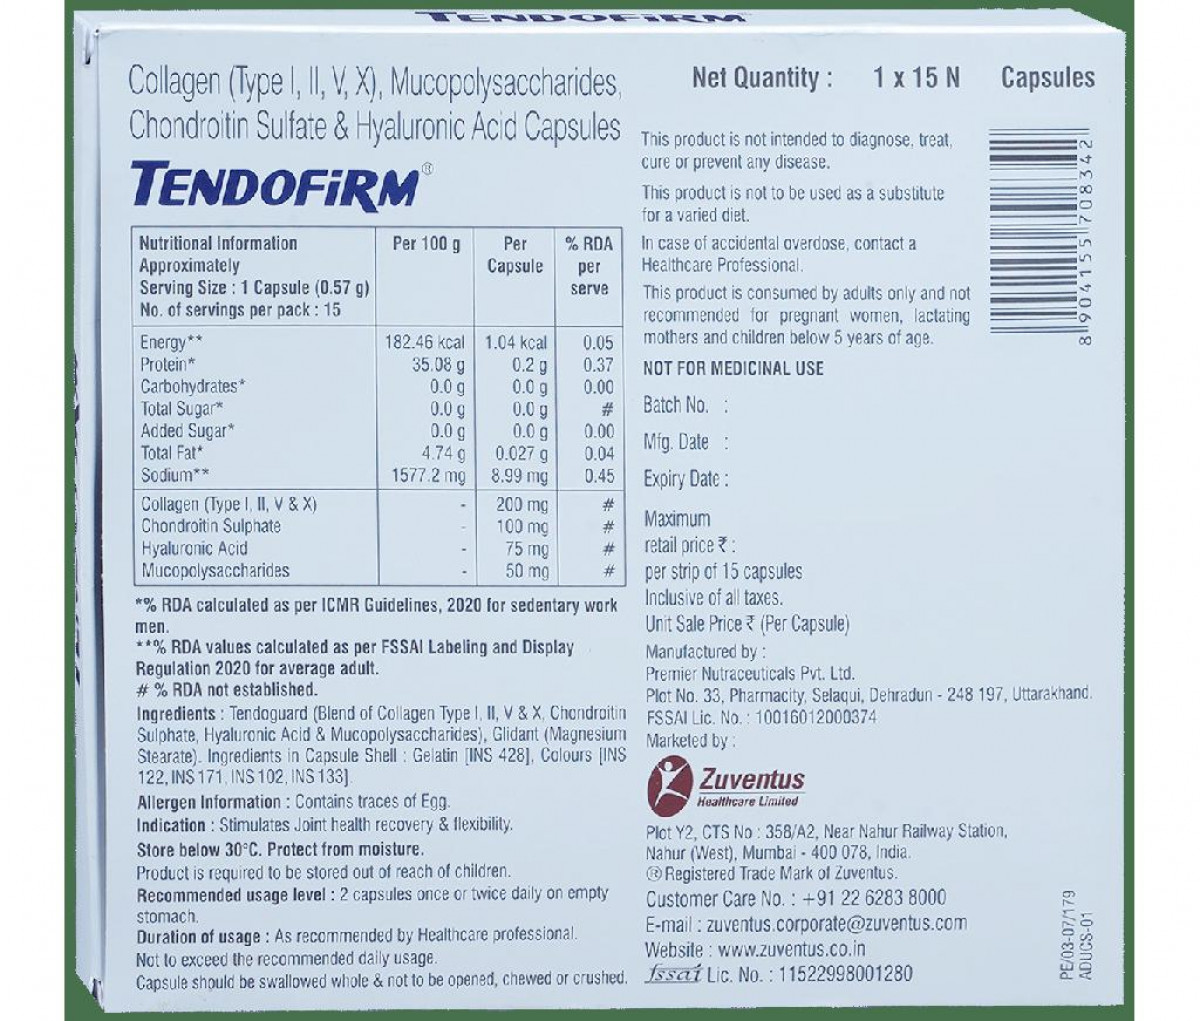 TENDOFiRM
Collagen (Type I, II, V, X), Mucopolysaccharides,
Chondroitin Sulfate & Hyaluronic Acid Capsules
TENDOFiRM®
Nutritional Information Per 100 g Per % RDA
Approximately Capsule per
Serving Size : 1 Capsule (0.57 g) serve
No. of servings per pack : 15
Energy** 182.46 kcal 1.04 kcal 0.05
Protein* 35.08 g 0.2 g 0.37
Carbohydrates* 0.0 g 0.0 g 0.00
Total Sugar* 0.0 g 0.0 g #
Added Sugar* 0.0 g 0.0 g 0.00
Total Fat* 4.74 g 0.027 g 0.04
Sodium** 1577.2 mg 8.99 mg 0.45
Collagen (Type I, II, V & X) - 200 mg #
Chondroitin Sulphate - 100 mg #
Hyaluronic Acid - 75 mg #
Mucopolysaccharides - 50 mg #
*% RDA calculated as per ICMR Guidelines, 2020 for sedentary work
men.
**% RDA values calculated as per FSSAI Labeling and Display
Regulation 2020 for average adult.
# % RDA not established.
Ingredients : Tendoguard (Blend of Collagen Type I, II, V & X, Chondroitin
Sulphate, Hyaluronic Acid & Mucopolysaccharides), Glidant (Magnesium
Stearate). Ingredients in Capsule Shell : Gelatin [INS 428], Colours [INS
122, INS 171, INS 102, INS 133].
Allergen Information : Contains traces of Egg.
Indication : Stimulates Joint health recovery & flexibility.
Store below 30°C. Protect from moisture.
Product is required to be stored out of reach of children.
Recommended usage level : 2 capsules once or twice daily on empty
stomach.
Duration of usage : As recommended by Healthcare professional.
Not to exceed the recommended daily usage.
Capsule should be swallowed whole & not to be opened, chewed or crushed.
Net Quantity : 1 x 15 N Capsules
This product is not intended to diagnose, treat,
cure or prevent any disease.
This product is not to be used as a substitute
for a varied diet.
In case of accidental overdose, contact a
Healthcare Professional.
This product is consumed by adults only and not
recommended for pregnant women, lactating
mothers and children below 5 years of age.
NOT FOR MEDICINAL USE
Batch No. :
Mfg. Date :
Expiry Date :
Maximum
retail price ₹ :
per strip of 15 capsules
Inclusive of all taxes.
Unit Sale Price ₹ (Per Capsule)
Manufactured by :
Premier Nutraceuticals Pvt. Ltd.
Plot No. 33, Pharmacity, Selaqui, Dehradun - 248 197, Uttarakhand.
FSSAI Lic. No. : 10016012000374
Marketed by :
Zuventus
Healthcare Limited
Plot Y2, CTS No : 358/A2, Near Nahur Railway Station,
Nahur (West), Mumbai - 400 078, India.
® Registered Trade Mark of Zuventus.
Customer Care No. : +91 22 6283 8000
E-mail : zuventus.corporate@zuventus.com
Website : www.zuventus.co.in
fssai Lic. No. : 11522998001280
8 904155 708342
PE/03-07/179
ADUCS-01